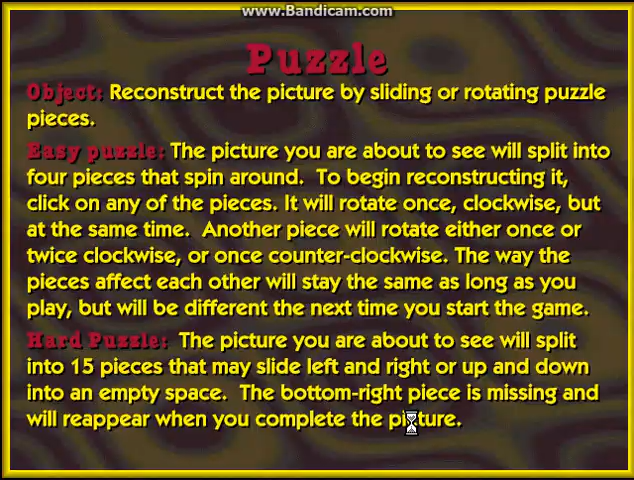 www.Bandicam.com
Puzzle
Object: Reconstruct the picture by sliding or rotating puzzle
pieces.
Easy puzzle: The picture you are about to see will split into
four pieces that spin around.  To begin reconstructing it,
click on any of the pieces. It will rotate once, clockwise, but
at the same time.  Another piece will rotate either once or
twice clockwise, or once counter-clockwise. The way the
pieces affect each other will stay the same as long as you
play, but will be different the next time you start the game.
Hard Puzzle:  The picture you are about to see will split
into 15 pieces that may slide left and right or up and down
into an empty space.  The bottom-right piece is missing and
will reappear when you complete the picture.